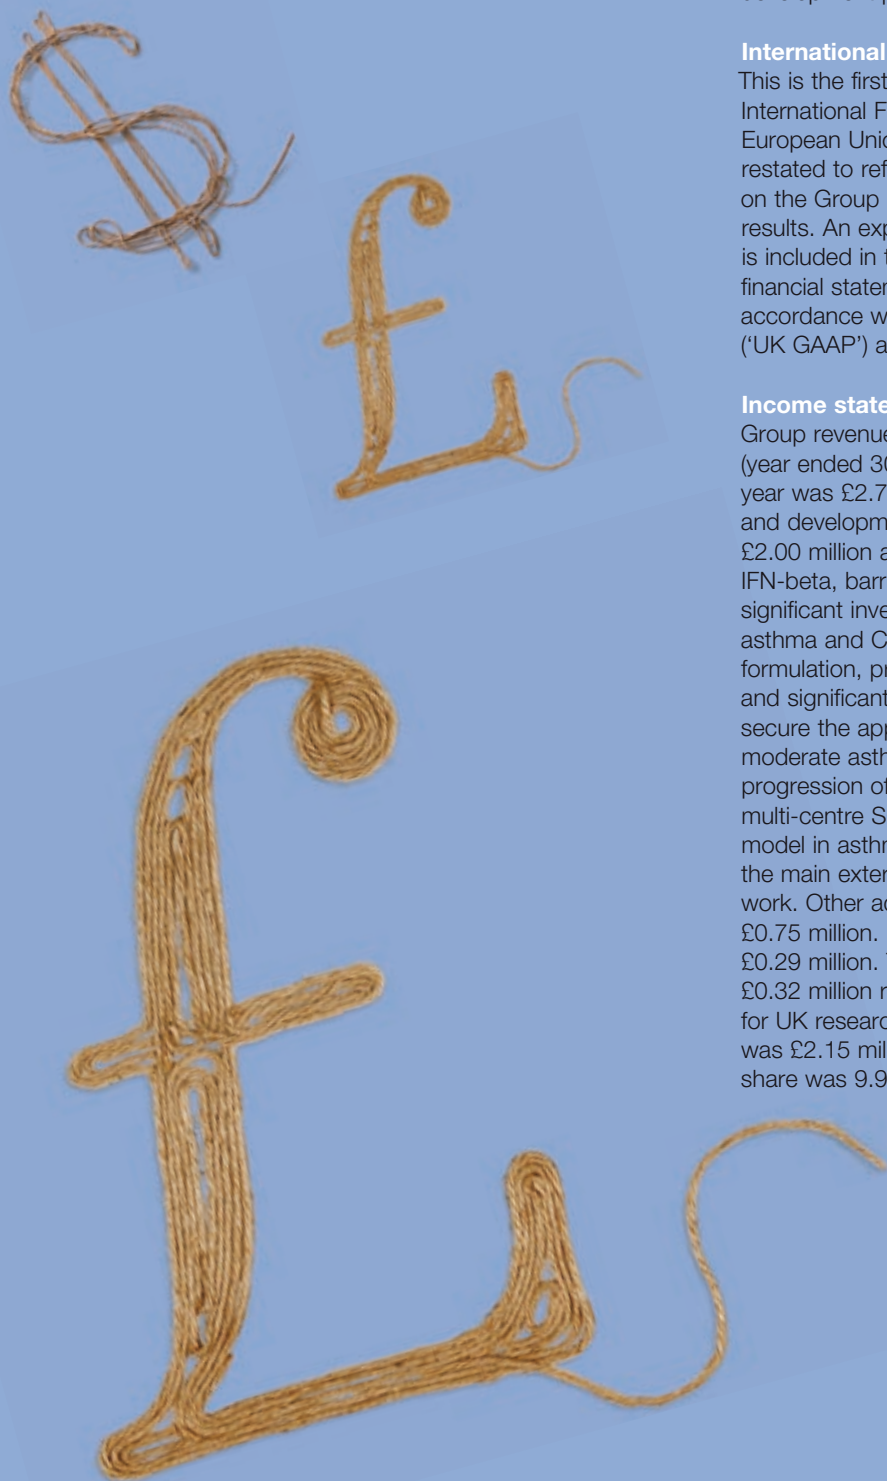 International
This is the first
International F
European Unio
restated to ref
on the Group
results. An exp
is included in t
financial stater
accordance w
('UK GAAP') a
Income state
Group revenue
(year ended 30
year was £2.7
and developm
£2.00 million a
IFN-beta, barr
significant inve
asthma and C
formulation, pr
and significant
secure the app
moderate asth
progression of
multi-centre S
model in asthr
the main exter
work. Other ac
£0.75 million.
£0.29 million.
£0.32 million r
for UK researc
was £2.15 mil
share was 9.9
$
£
£